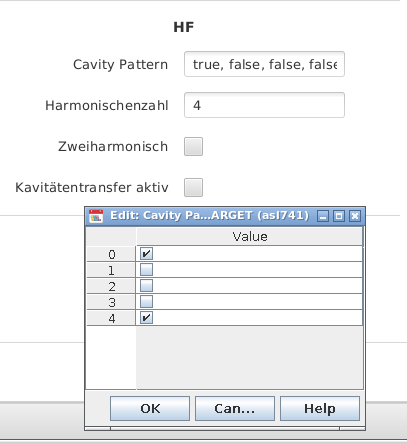 HF
Cavity Pattern true, false, false, false
Harmonischenzahl 4
Zweiharmonisch
Kavitätentransfer aktiv
Edit: Cavity Pa...ARGET (asl741)
Value
0
1
2
3
4
OK Can... Help